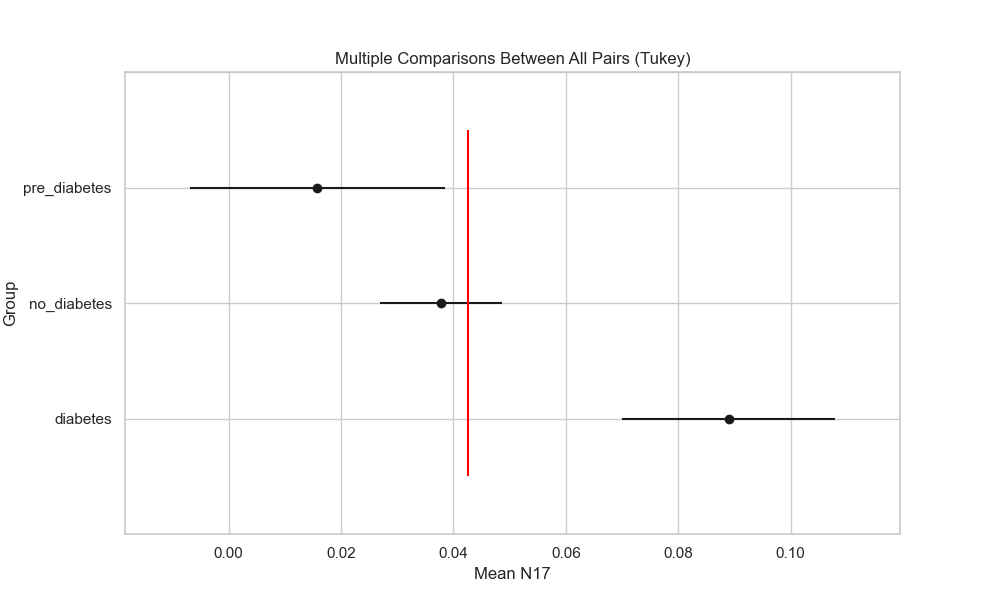 Multiple Comparisons Between All Pairs (Tukey)
pre_diabetes
no_diabetes
diabetes
Group
0.00 0.02 0.04 0.06 0.08 0.10
Mean N17